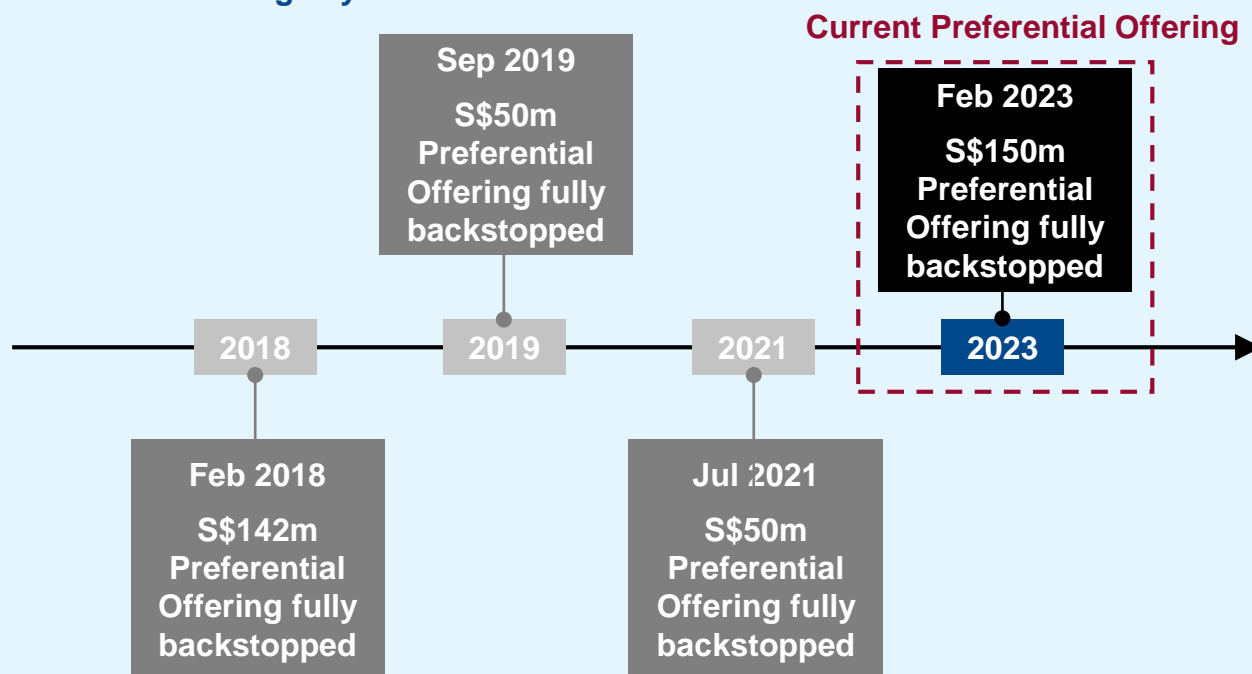 Current Preferential Offering
Sep 2019
S$50m
Preferential
Offering fully
backstopped
Feb 2023
S$150m
Preferential
Offering fully
backstopped
2018
2019
2021
2023
Feb 2018
S$142m
Preferential
Offering fully
backstopped
Jul 2021
S$50m
Preferential
Offering fully
backstopped